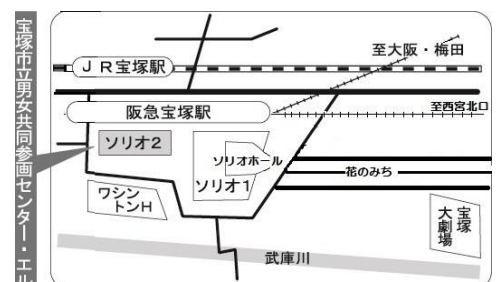 宝塚市立男女共同参画センター・エル
JR宝塚駅
至大阪・梅田
阪急宝塚駅
至西宮北口
ソリオ2
ソリオホール
ソリオ1
花のみち
ワシン
トンH
宝塚
大劇場
武庫川